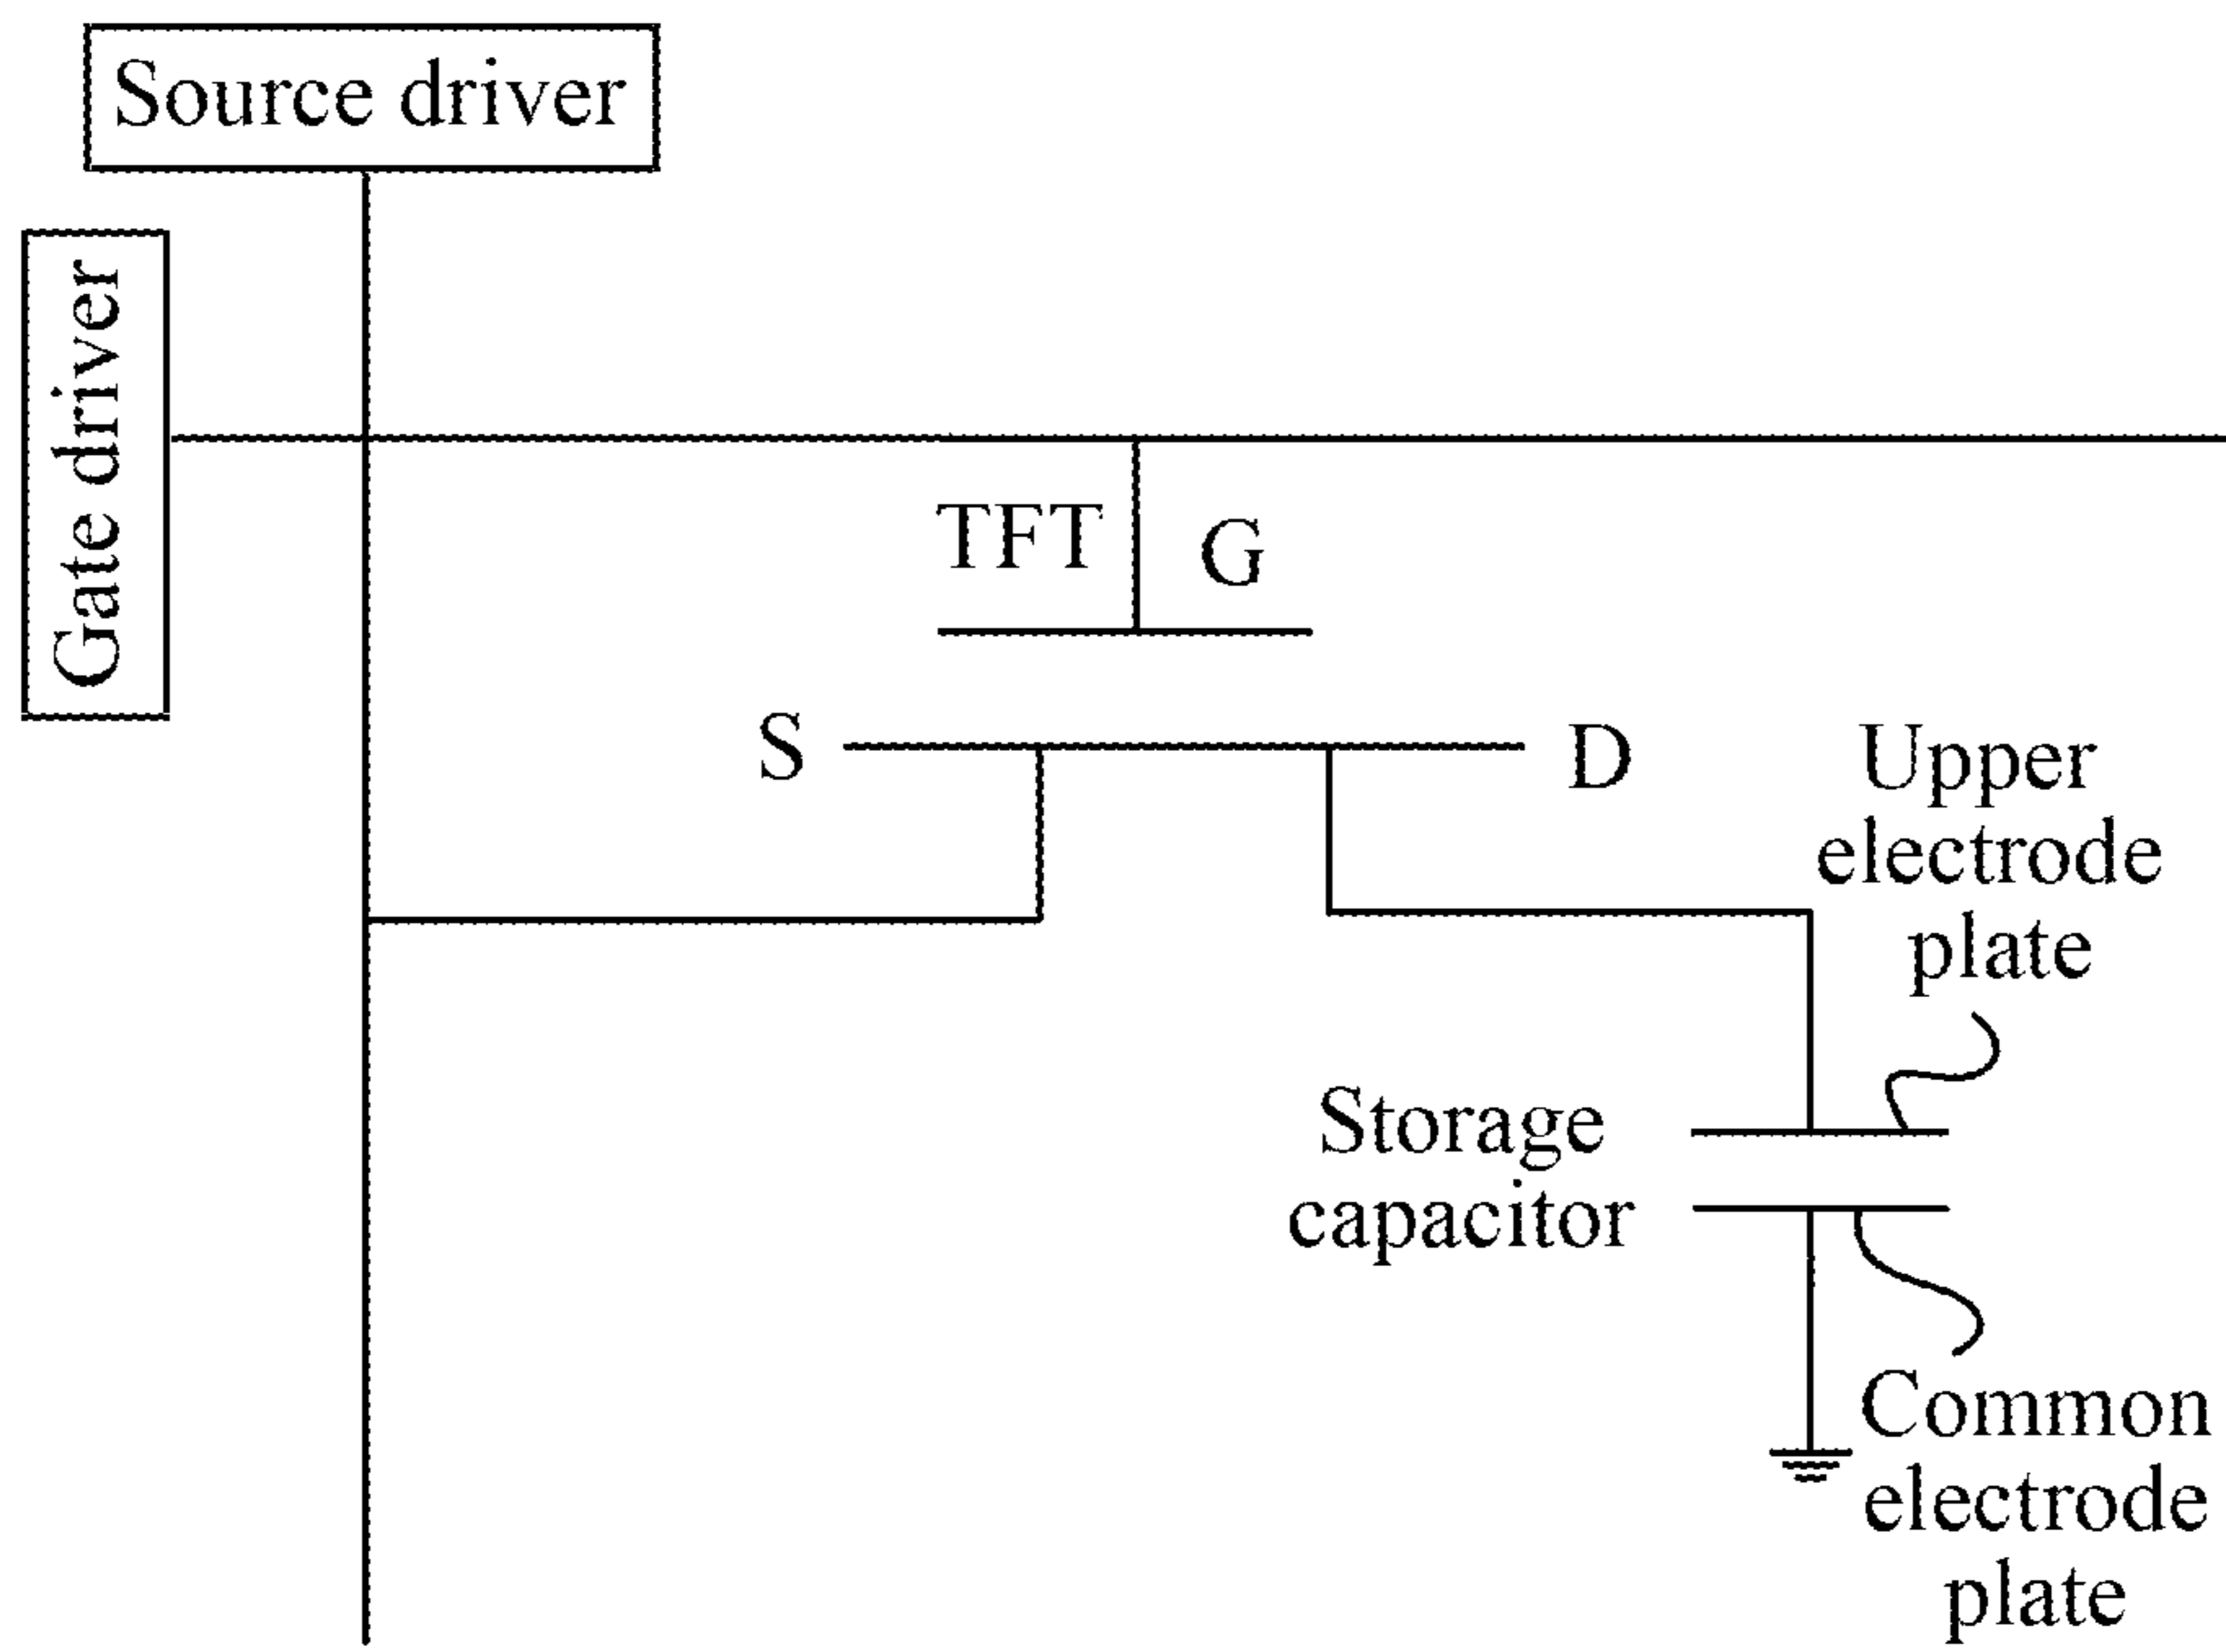 Source driver
Gate driver
TFT
G
S
D
Upper
electrode
plate
Storage
capacitor
Common
electrode
plate